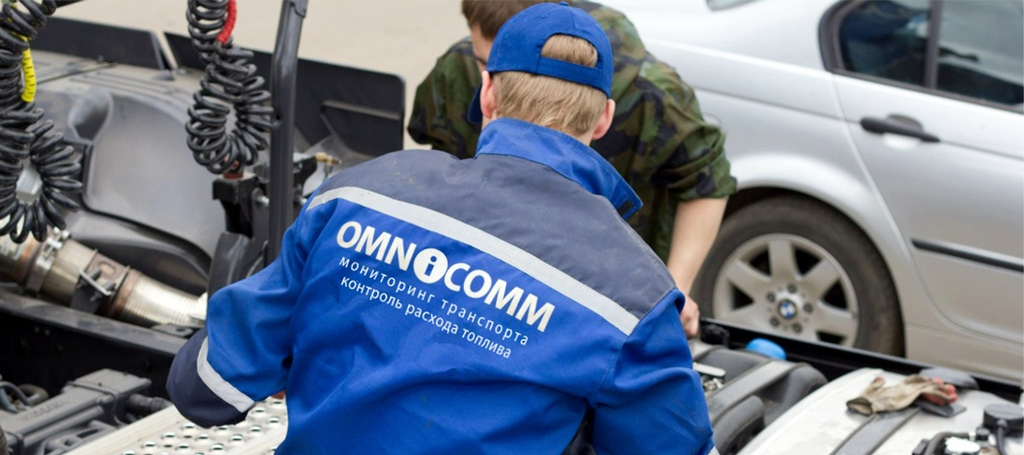 OMNICOMM
мониторинг транспорта
контроль расхода топлива